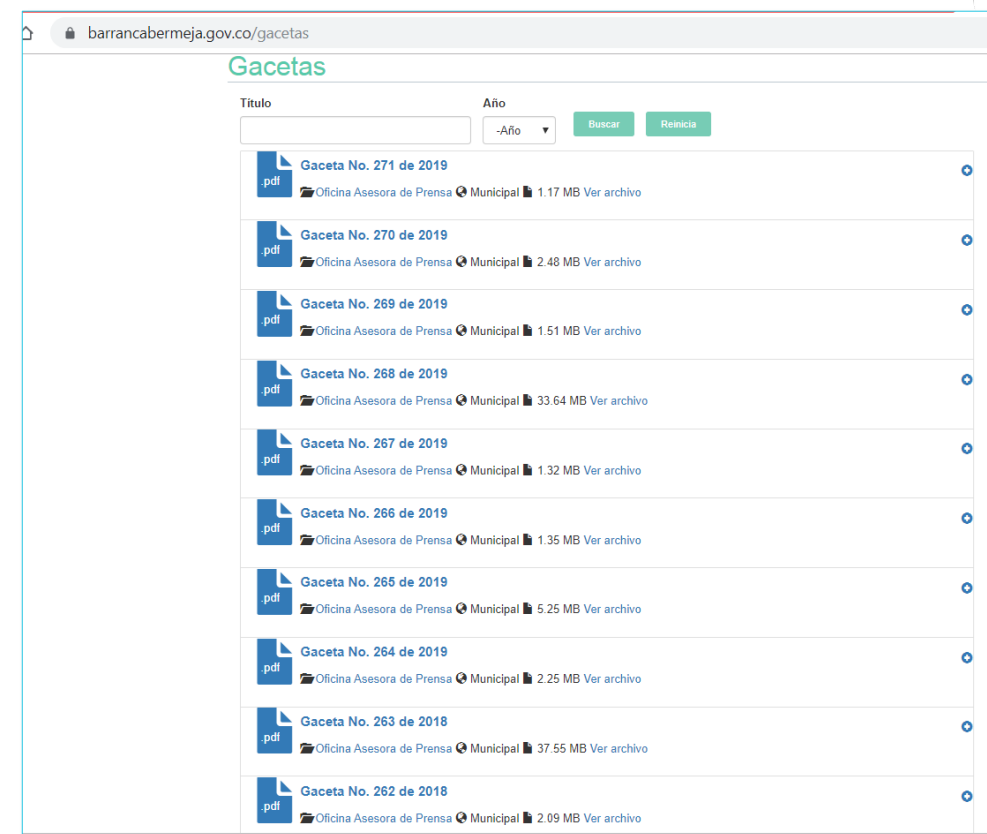 barrancabermeja.gov.co/gacetas
Gacetas
Título Año
-Año Buscar Reinicia
Gaceta No. 271 de 2019
.pdf
Oficina Asesora de Prensa Municipal 1.17 MB Ver archivo
Gaceta No. 270 de 2019
.pdf
Oficina Asesora de Prensa Municipal 2.48 MB Ver archivo
Gaceta No. 269 de 2019
.pdf
Oficina Asesora de Prensa Municipal 1.51 MB Ver archivo
Gaceta No. 268 de 2019
.pdf
Oficina Asesora de Prensa Municipal 33.64 MB Ver archivo
Gaceta No. 267 de 2019
.pdf
Oficina Asesora de Prensa Municipal 1.32 MB Ver archivo
Gaceta No. 266 de 2019
.pdf
Oficina Asesora de Prensa Municipal 1.35 MB Ver archivo
Gaceta No. 265 de 2019
.pdf
Oficina Asesora de Prensa Municipal 5.25 MB Ver archivo
Gaceta No. 264 de 2019
.pdf
Oficina Asesora de Prensa Municipal 2.25 MB Ver archivo
Gaceta No. 263 de 2018
.pdf
Oficina Asesora de Prensa Municipal 37.55 MB Ver archivo
Gaceta No. 262 de 2018
.pdf
Oficina Asesora de Prensa Municipal 2.09 MB Ver archivo